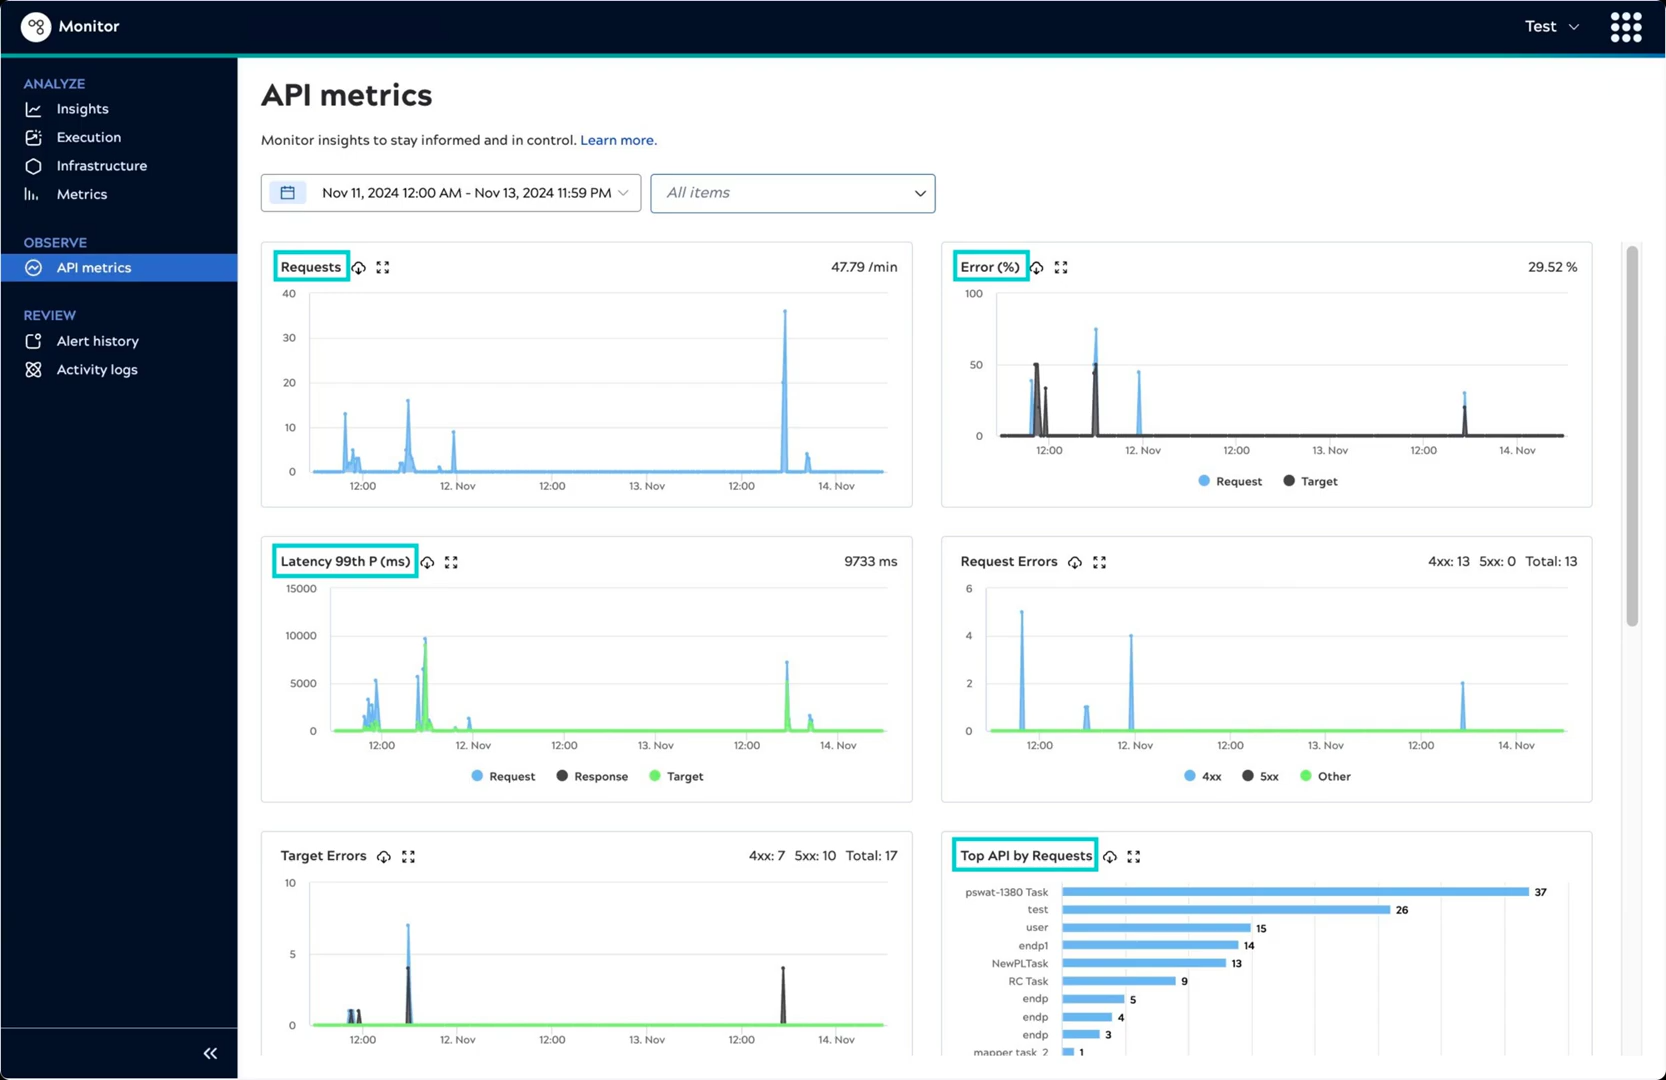 Monitor
Test
ANALYZE
Insights
Execution
Infrastructure
Metrics
OBSERVE
API metrics
REVIEW
Alert history
Activity logs
API metrics
Monitor insights to stay informed and in control. Learn more.
Nov 11, 2024 12:00 AM - Nov 13, 2024 11:59 PM
All items
Requests
47.79 /min
40
30
20
10
0
12:00 12. Nov 12:00 13. Nov 12:00 14. Nov
Error (%)
29.52 %
100
50
0
12:00 12. Nov 12:00 13. Nov 12:00 14. Nov
Request Target
Latency 99th P (ms)
9733 ms
15000
10000
5000
0
12:00 12. Nov 12:00 13. Nov 12:00 14. Nov
Request Response Target
Request Errors
4xx: 13 5xx: 0 Total: 13
6
4
2
0
12:00 12. Nov 12:00 13. Nov 12:00 14. Nov
4xx 5xx Other
Target Errors
4xx: 7 5xx: 10 Total: 17
10
5
0
12:00 12. Nov 12:00 13. Nov 12:00 14. Nov
Top API by Requests
pswat-1380 Task 37
test 26
user 15
endp1 14
NewPLTask 13
RC Task 9
endp 5
endp 4
endp 3
mapper task_2 1